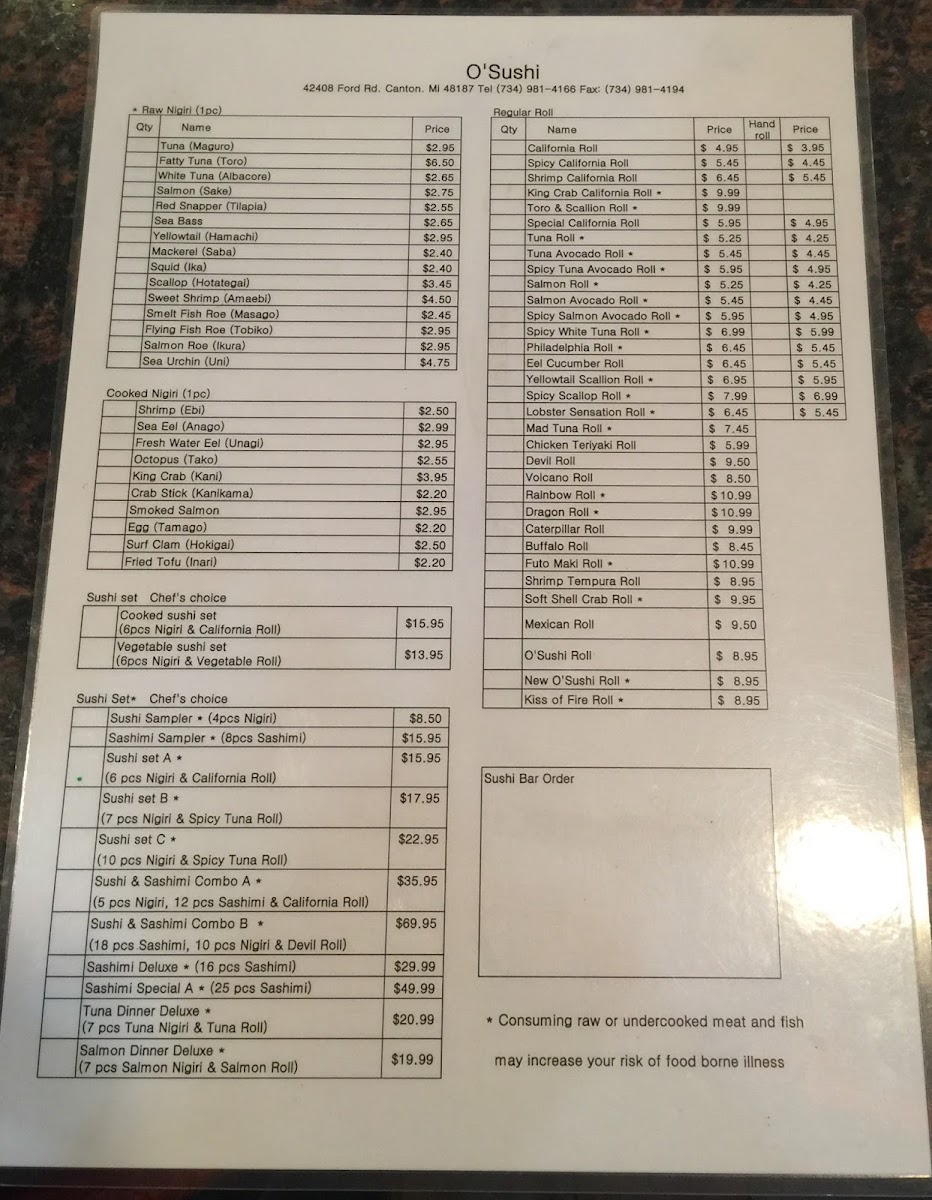 O'Sushi
42408 Ford Rd. Canton. MI 48187 Tel (734) 981-4166 Fax: (734) 981-4194
* Raw Nigiri (1pc)
Qty Name Price
Tuna (Maguro) $2.95
Fatty Tuna (Toro) $6.50
White Tuna (Albacore) $2.65
Salmon (Sake) $2.75
Red Snapper (Tilapia) $2.55
Sea Bass $2.65
Yellowtail (Hamachi) $2.95
Mackerel (Saba) $2.40
Squid (Ika) $2.40
Scallop (Hotategai) $3.45
Sweet Shrimp (Amaebi) $4.50
Smelt Fish Roe (Masago) $2.45
Flying Fish Roe (Tobiko) $2.95
Salmon Roe (Ikura) $2.95
Sea Urchin (Uni) $4.75
Cooked Nigiri (1pc)
Shrimp (Ebi) $2.50
Sea Eel (Anago) $2.99
Fresh Water Eel (Unagi) $2.95
Octopus (Tako) $2.55
King Crab (Kani) $3.95
Crab Stick (Kanikama) $2.20
Smoked Salmon $2.95
Egg (Tamago) $2.20
Surf Clam (Hokigai) $2.50
Fried Tofu (Inari) $2.20
Sushi set Chef's choice
Cooked sushi set
(6pcs Nigiri & California Roll) $15.95
Vegetable sushi set
(6pcs Nigiri & Vegetable Roll) $13.95
Sushi Set* Chef's choice
Sushi Sampler * (4pcs Nigiri) $8.50
Sashimi Sampler * (8pcs Sashimi) $15.95
Sushi set A * $15.95
(6 pcs Nigiri & California Roll)
Sushi set B * $17.95
(7 pcs Nigiri & Spicy Tuna Roll)
Sushi set C * $22.95
(10 pcs Nigiri & Spicy Tuna Roll)
Sushi & Sashimi Combo A * $35.95
(5 pcs Nigiri, 12 pcs Sashimi & California Roll)
Sushi & Sashimi Combo B * $69.95
(18 pcs Sashimi, 10 pcs Nigiri & Devil Roll)
Sashimi Deluxe * (16 pcs Sashimi) $29.99
Sashimi Special A * (25 pcs Sashimi) $49.99
Tuna Dinner Deluxe *
(7 pcs Tuna Nigiri & Tuna Roll) $20.99
Salmon Dinner Deluxe *
(7 pcs Salmon Nigiri & Salmon Roll) $19.99
Regular Roll
Qty Name Price Hand roll Price
California Roll $ 4.95 $ 3.95
Spicy California Roll $ 5.45 $ 4.45
Shrimp California Roll $ 6.45 $ 5.45
King Crab California Roll * $ 9.99
Toro & Scallion Roll * $ 9.99
Special California Roll $ 5.95 $ 4.95
Tuna Roll * $ 5.25 $ 4.25
Tuna Avocado Roll * $ 5.45 $ 4.45
Spicy Tuna Avocado Roll * $ 5.95 $ 4.95
Salmon Roll * $ 5.25 $ 4.25
Salmon Avocado Roll * $ 5.45 $ 4.45
Spicy Salmon Avocado Roll * $ 5.95 $ 4.95
Spicy White Tuna Roll * $ 6.99 $ 5.99
Philadelphia Roll * $ 6.45 $ 5.45
Eel Cucumber Roll $ 6.45 $ 5.45
Yellowtail Scallion Roll * $ 6.95 $ 5.95
Spicy Scallop Roll * $ 7.99 $ 6.99
Lobster Sensation Roll * $ 6.45 $ 5.45
Mad Tuna Roll * $ 7.45
Chicken Teriyaki Roll $ 5.99
Devil Roll $ 9.50
Volcano Roll $ 8.50
Rainbow Roll * $10.99
Dragon Roll * $10.99
Caterpillar Roll $ 9.99
Buffalo Roll $ 8.45
Futo Maki Roll * $10.99
Shrimp Tempura Roll $ 8.95
Soft Shell Crab Roll * $ 9.95
Mexican Roll $ 9.50
O'Sushi Roll $ 8.95
New O'Sushi Roll * $ 8.95
Kiss of Fire Roll * $ 8.95
Sushi Bar Order
* Consuming raw or undercooked meat and fish
may increase your risk of food borne illness